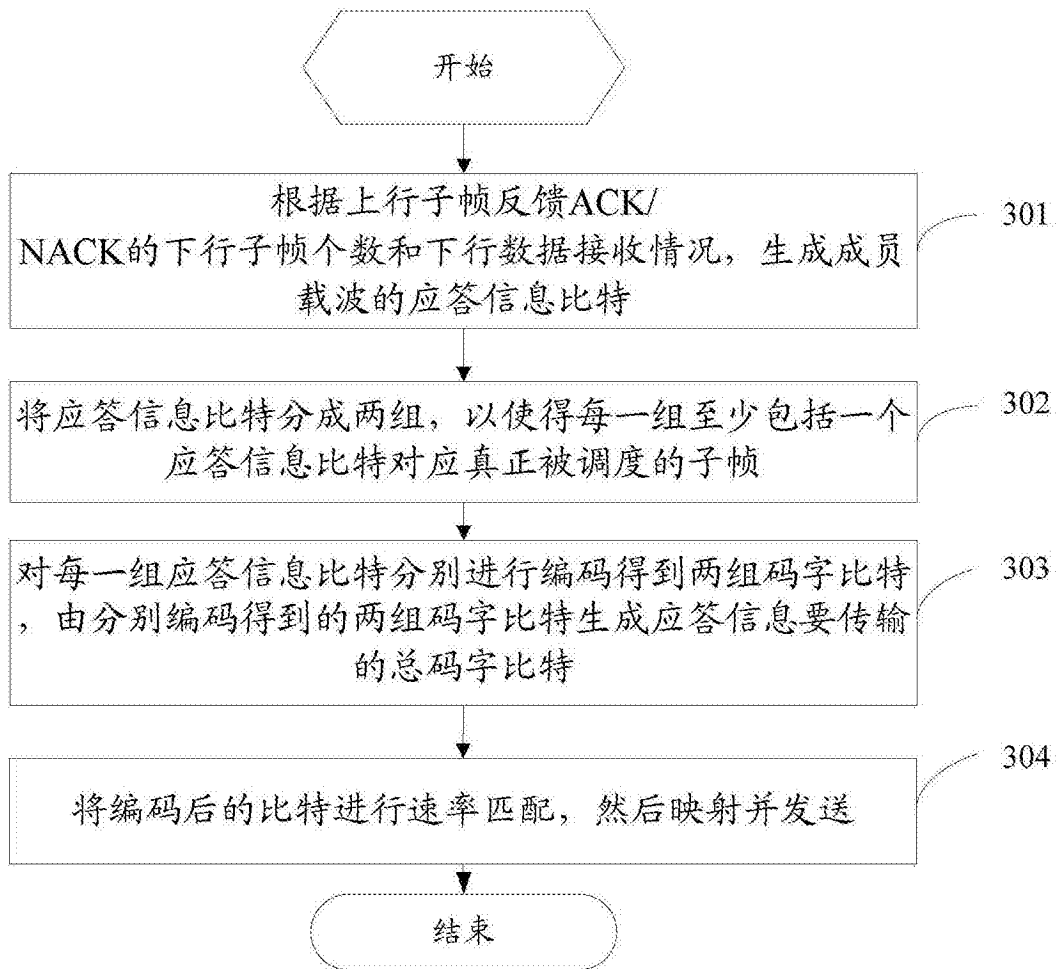 开始
根据上行子帧反馈ACK/
NACK的下行子帧个数和下行数据接收情况，生成成员
载波的应答信息比特
301
将应答信息比特分成两组，以使得每一组至少包括一个
应答信息比特对应真正被调度的子帧
302
对每一组应答信息比特分别进行编码得到两组码字比特
，由分别编码得到的两组码字比特生成应答信息要传输
的总码字比特
303
将编码后的比特进行速率匹配，然后映射并发送
304
结束